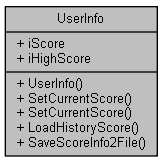 UserInfo
+ iScore
+ iHighScore
+ UserInfo()
+ SetCurrentScore()
+ SetCurrentScore()
+ LoadHistoryScore()
+ SaveScoreInfo2File()